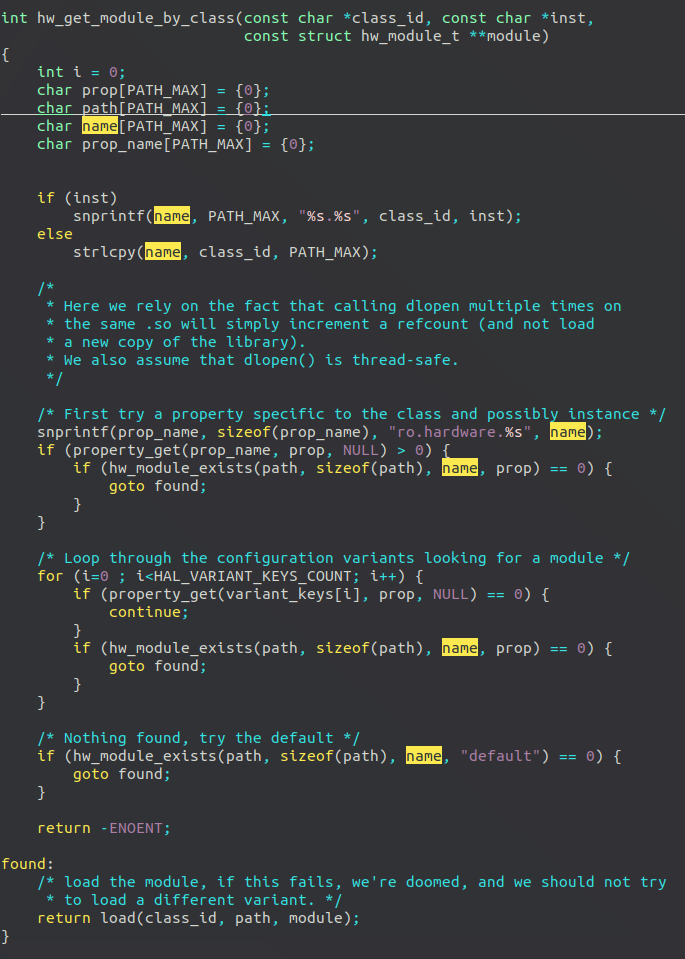 int hw_get_module_by_class(const char *class_id, const char *inst,
                           const struct hw_module_t **module)
{
    int i = 0;
    char prop[PATH_MAX] = {0};
    char path[PATH_MAX] = {0};
    char name[PATH_MAX] = {0};
    char prop_name[PATH_MAX] = {0};


    if (inst)
        snprintf(name, PATH_MAX, "%s.%s", class_id, inst);
    else
        strlcpy(name, class_id, PATH_MAX);

    /*
     * Here we rely on the fact that calling dlopen multiple times on
     * the same .so will simply increment a refcount (and not load
     * a new copy of the library).
     * We also assume that dlopen() is thread-safe.
     */

    /* First try a property specific to the class and possibly instance */
    snprintf(prop_name, sizeof(prop_name), "ro.hardware.%s", name);
    if (property_get(prop_name, prop, NULL) > 0) {
        if (hw_module_exists(path, sizeof(path), name, prop) == 0) {
            goto found;
        }
    }

    /* Loop through the configuration variants looking for a module */
    for (i=0 ; i<HAL_VARIANT_KEYS_COUNT; i++) {
        if (property_get(variant_keys[i], prop, NULL) == 0) {
            continue;
        }
        if (hw_module_exists(path, sizeof(path), name, prop) == 0) {
            goto found;
        }
    }

    /* Nothing found, try the default */
    if (hw_module_exists(path, sizeof(path), name, "default") == 0) {
        goto found;
    }

    return -ENOENT;

found:
    /* load the module, if this fails, we're doomed, and we should not try
     * to load a different variant. */
    return load(class_id, path, module);
}